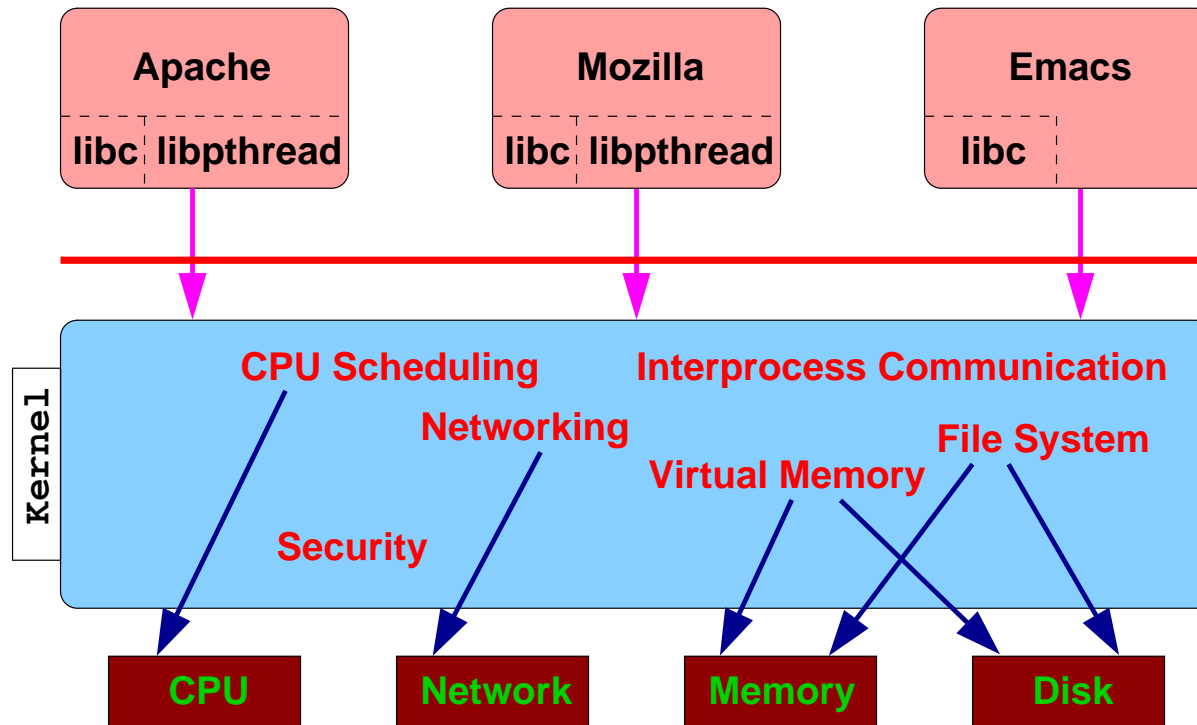 Apache
libc libpthread
Mozilla
libc libpthread
Emacs
libc
Kernel
CPU Scheduling
Interprocess Communication
Networking
File System
Virtual Memory
Security
CPU
Network
Memory
Disk